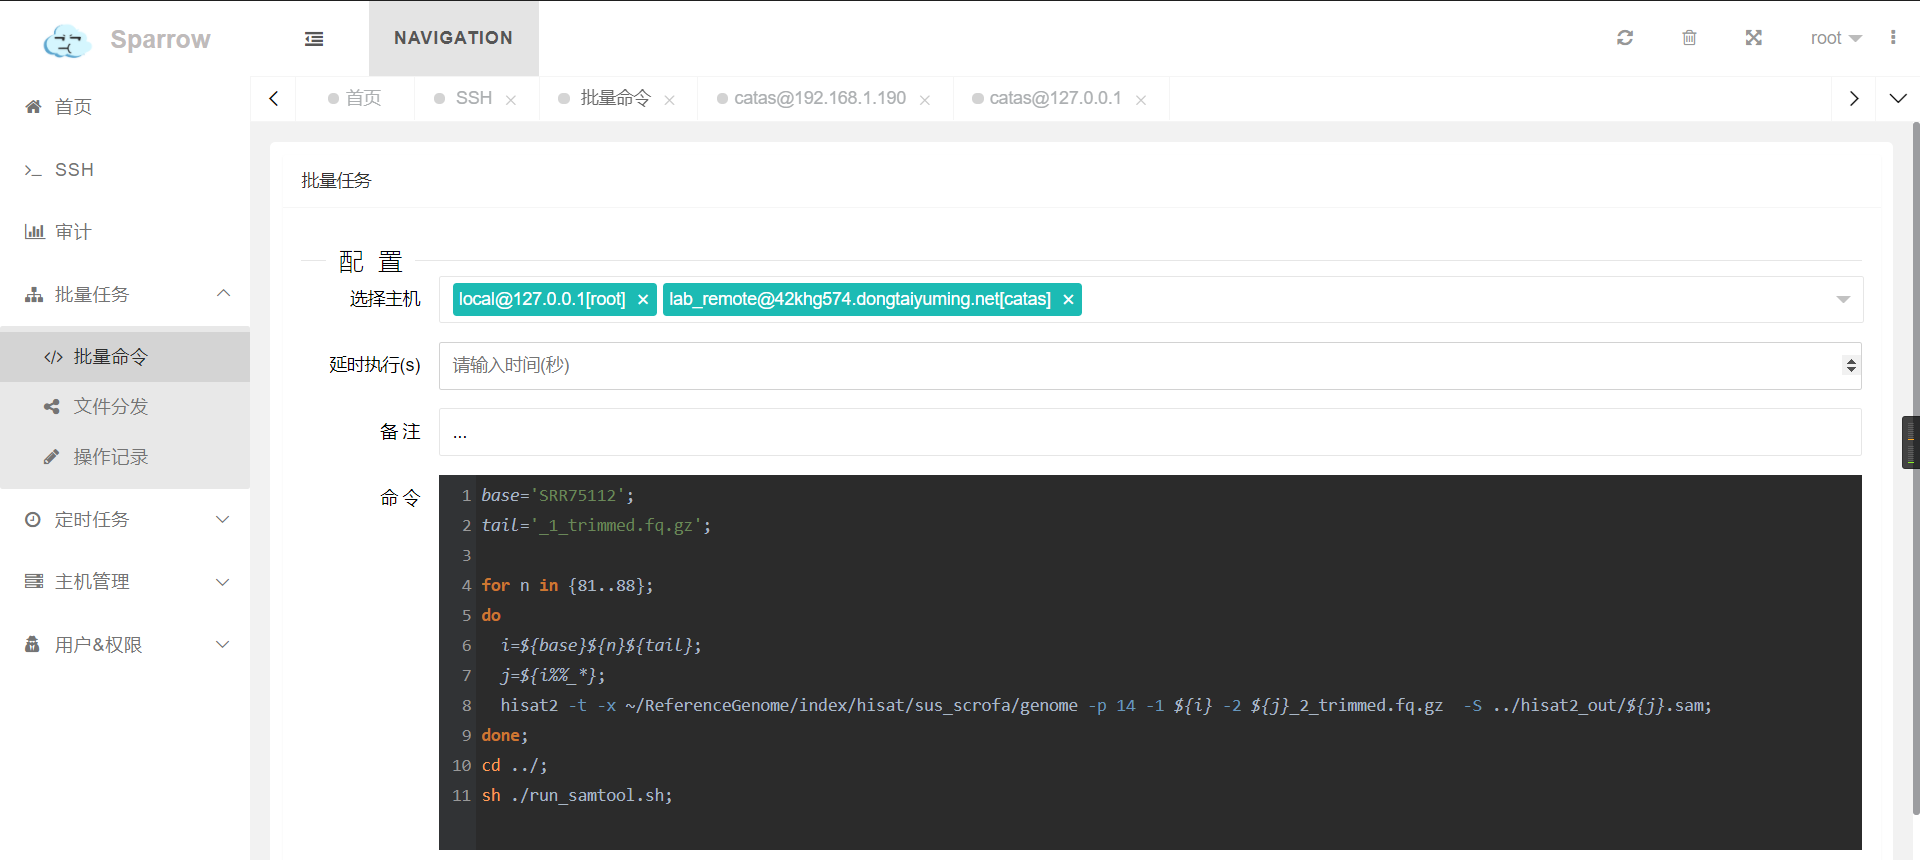 Sparrow
NAVIGATION
root
首页
SSH
批量命令
catas@192.168.1.190
catas@127.0.0.1
首页
SSH
审计
批量任务
批量命令
文件分发
操作记录
定时任务
主机管理
用户&权限
批量任务
配 置
选择主机
local@127.0.0.1[root]
lab_remote@42khg574.dongtaiyuming.net[catas]
延时执行(s)
请输入时间(秒)
备 注
...
命 令
1 base='SRR75112';
2 tail='_1_trimmed.fq.gz';
3
4 for n in {81..88};
5 do
6   i=${base}${n}${tail};
7   j=${i%%_*};
8   hisat2 -t -x ~/ReferenceGenome/index/hisat/sus_scrofa/genome -p 14 -1 ${i} -2 ${j}_2_trimmed.fq.gz  -S ../hisat2_out/${j}.sam;
9 done;
10 cd ../;
11 sh ./run_samtool.sh;